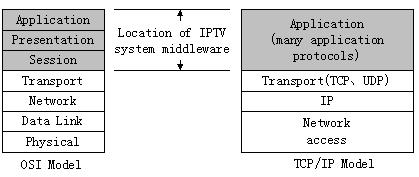 Application
Presentation
Session
Transport
Network
Data Link
Physical
OSI Model
Location of IPTV
system middleware
Application
(many application
protocols)
Transport(TCP、UDP)
IP
Network
access
TCP/IP Model